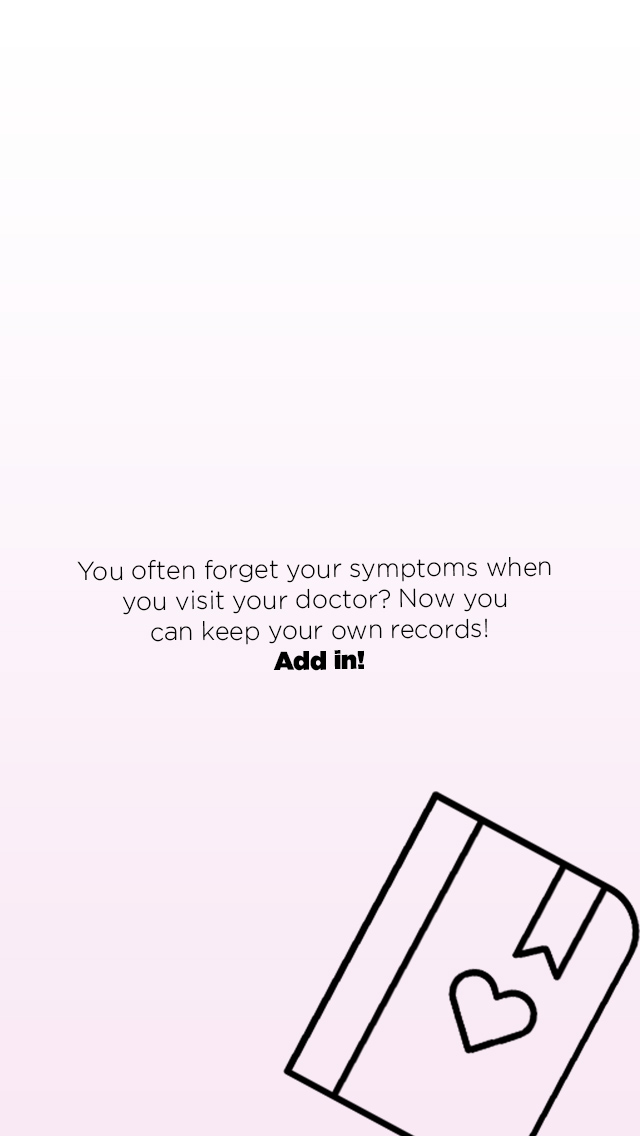 You often forget your symptoms when
you visit your doctor? Now you
can keep your own records!
Add in!